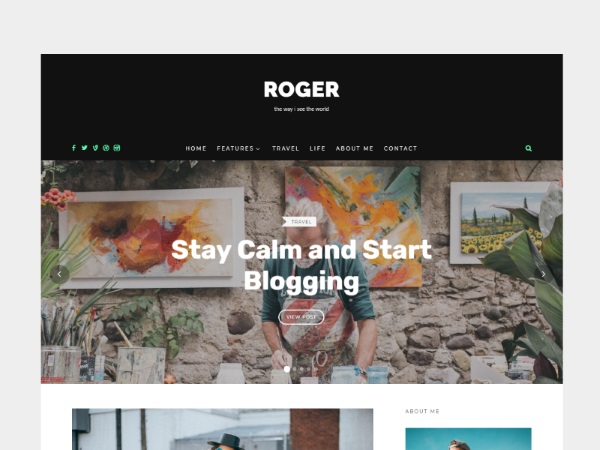 ROGER
the way i see the world
HOME FEATURES TRAVEL LIFE ABOUT ME CONTACT
TRAVEL
Stay Calm and Start
Blogging
VIEW POST
ABOUT ME